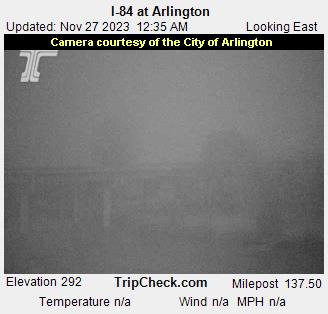 I-84 at Arlington
Updated: Nov 27 2023 12:35 AM Looking East
Camera courtesy of the City of Arlington
Elevation 292 TripCheck.com Milepost 137.50
Temperature n/a Wind n/a MPH n/a